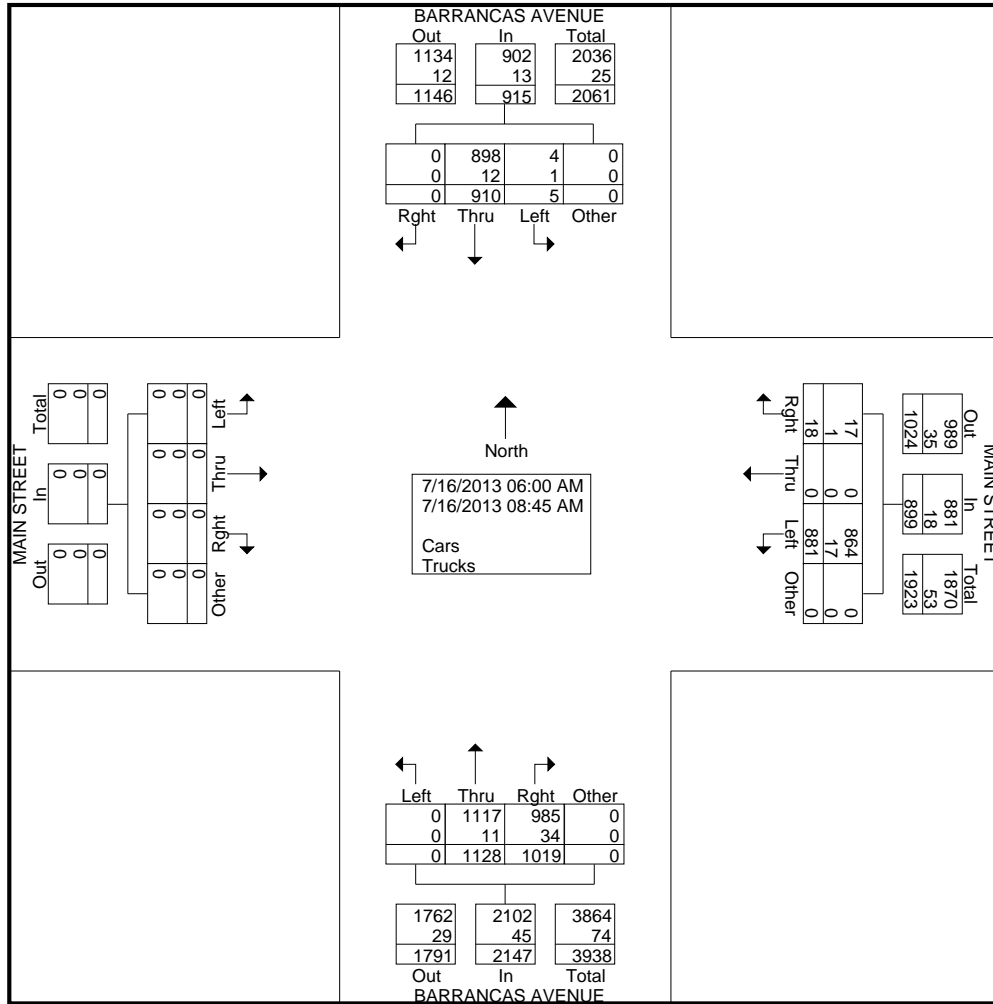 BARRANCAS AVENUE
Out In Total
1134 902 2036
12 13 25
1146 915 2061
0 898 4 0
0 12 1 0
0 910 5 0
Rght Thru Left Other
MAIN STREET
Total In Out
0 0 0
0 0 0
0 0 0
Left Thru Rght Other
0 0 0 0
0 0 0 0
0 0 0 0
North
7/16/2013 06:00 AM
7/16/2013 08:45 AM
Cars
Trucks
Rght Thru Left Other
17 0 864 0
1 0 17 0
18 0 881 0
MAIN STREET
Out In Total
989 881 1870
35 18 53
1024 899 1923
Left Thru Rght Other
0 1117 985 0
0 11 34 0
0 1128 1019 0
1762 2102 3864
29 45 74
1791 2147 3938
Out In Total
BARRANCAS AVENUE